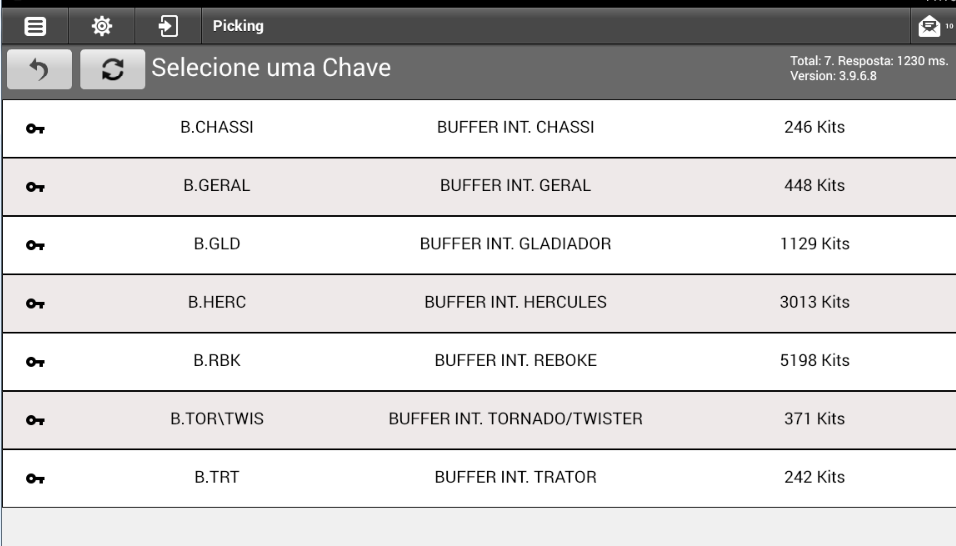 Picking
10
Selecione uma Chave
Total: 7. Resposta: 1230 ms.
Version: 3.9.6.8
B.CHASSI BUFFER INT. CHASSI 246 Kits
B.GERAL BUFFER INT. GERAL 448 Kits
B.GLD BUFFER INT. GLADIADOR 1129 Kits
B.HERC BUFFER INT. HERCULES 3013 Kits
B.RBK BUFFER INT. REBOKE 5198 Kits
B.TOR\TWIS BUFFER INT. TORNADO/TWISTER 371 Kits
B.TRT BUFFER INT. TRATOR 242 Kits